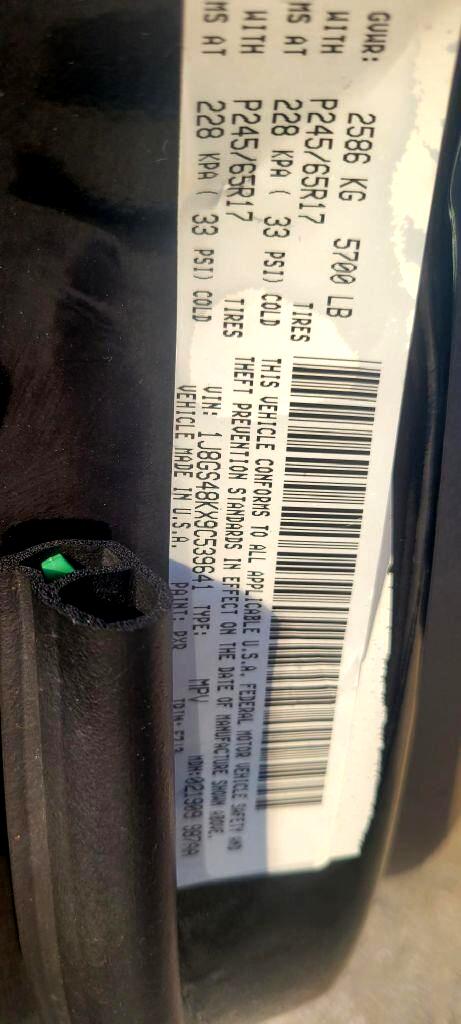 GVWR: 2586 KG 5700 LB
WITH P245/65R17 TIRES
MS AT 228 KPA ( 33 PSI) COLD
WITH P245/65R17 TIRES
MS AT 228 KPA ( 33 PSI) COLD
THIS VEHICLE CONFORMS TO ALL APPLICABLE U.S.A. FEDERAL MOTOR VEHICLE SAFETY AND
THEFT PREVENTION STANDARDS IN EFFECT ON THE DATE OF MANUFACTURE SHOWN ABOVE.
VIN: 1J8GS48KX9C539641 TYPE: MPV MDH:021909
VEHICLE MADE IN U.S.A. PAINT: TRIM: